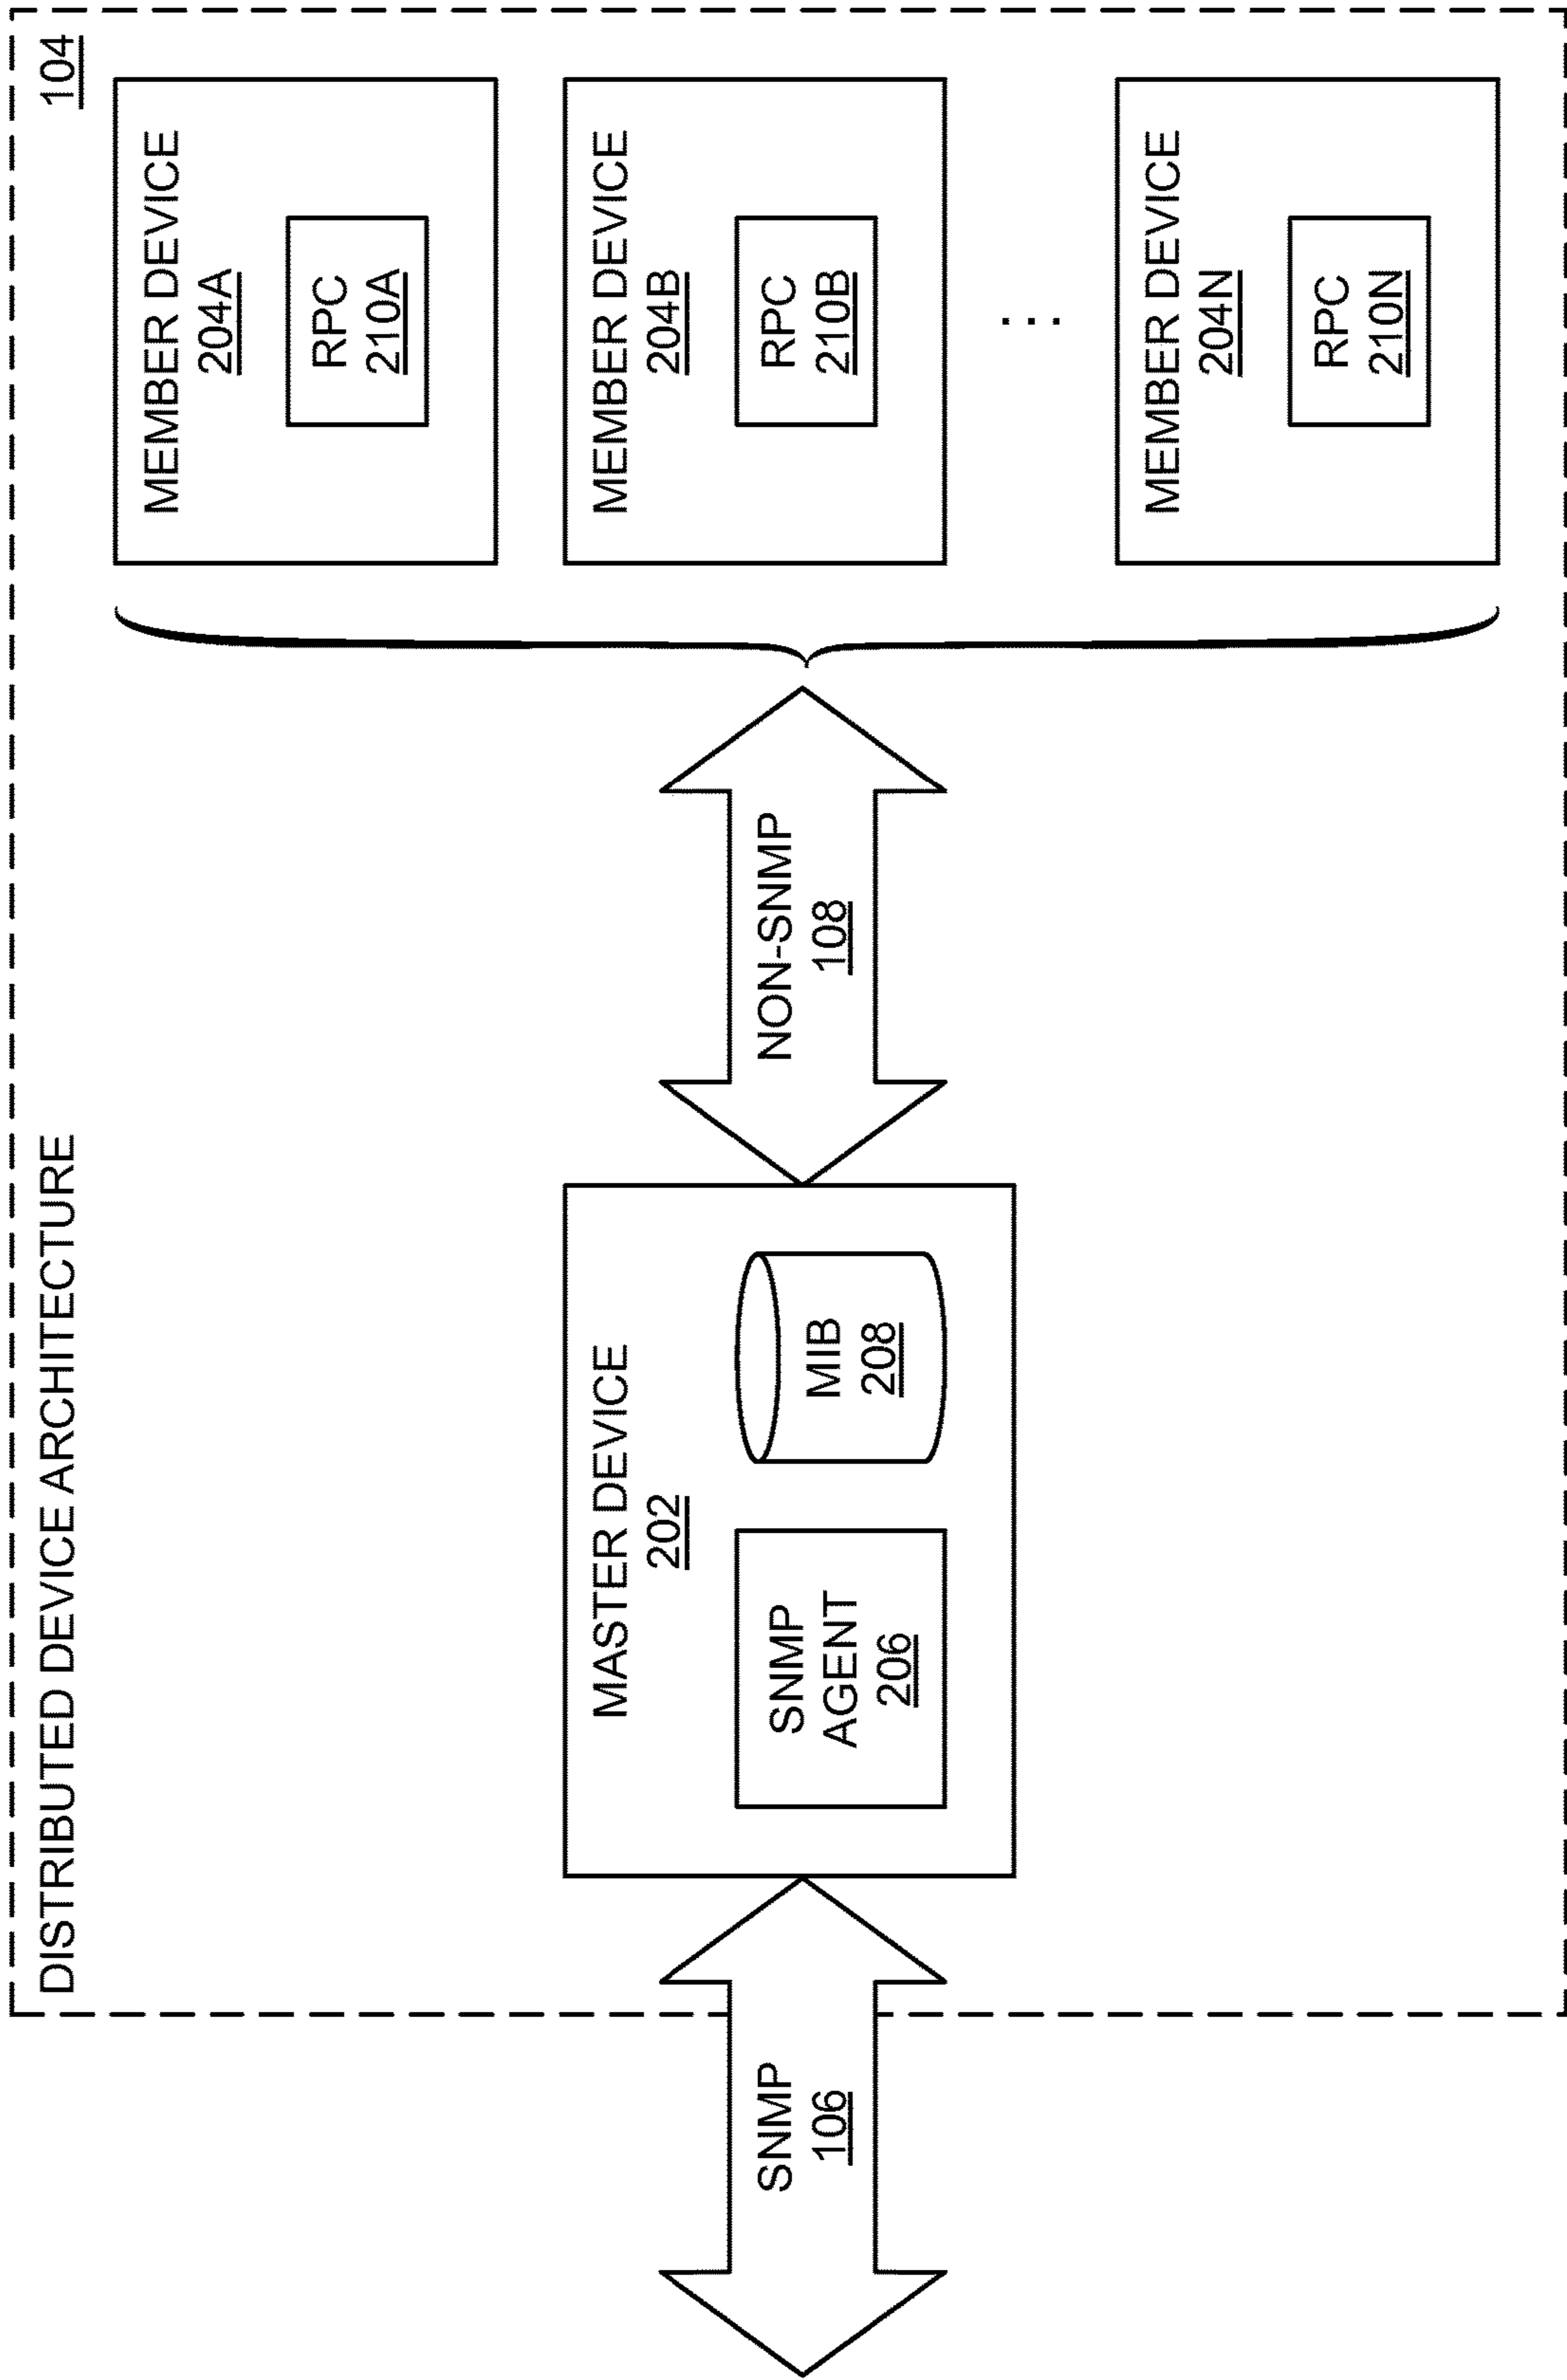 DISTRIBUTED DEVICE ARCHITECTURE
104
SNMP
106
MASTER DEVICE
202
SNMP
AGENT
206
MIB
208
NON-SNMP
108
MEMBER DEVICE
204A
RPC
210A
MEMBER DEVICE
204B
RPC
210B
...
MEMBER DEVICE
204N
RPC
210N